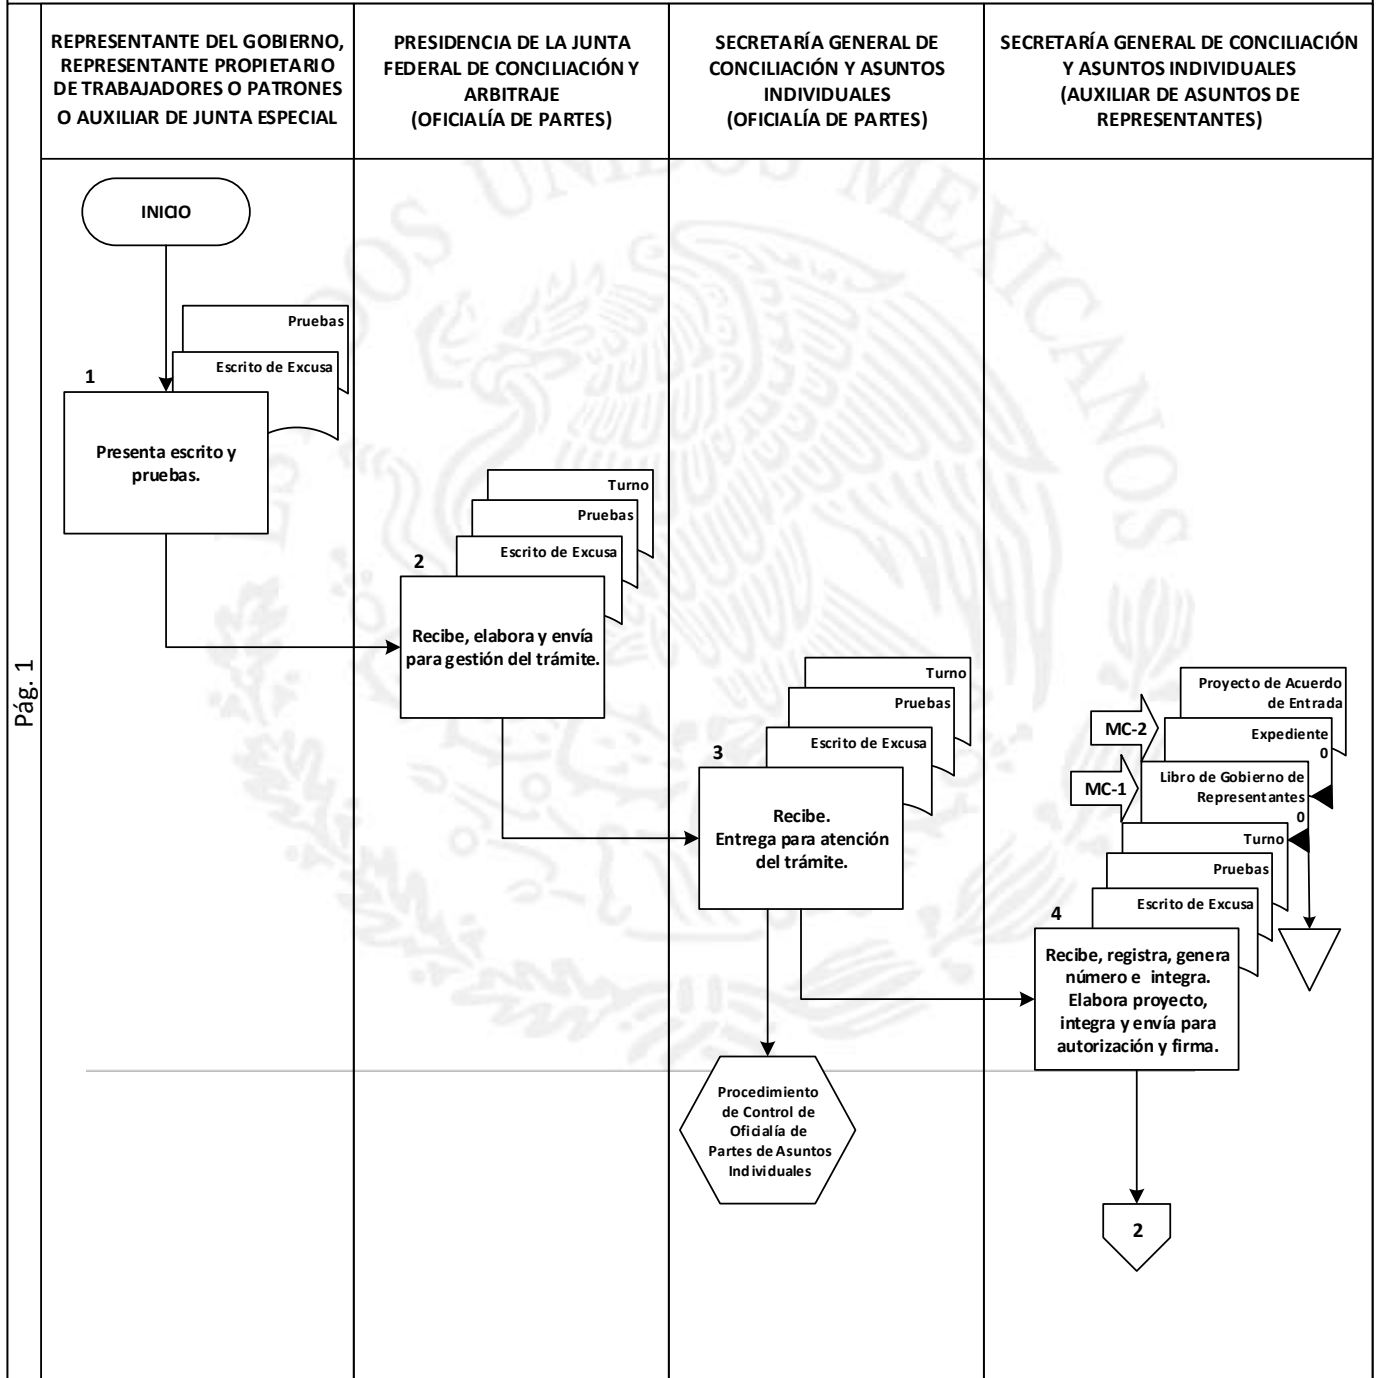 REPRESENTANTE DEL GOBIERNO,
REPRESENTANTE PROPIETARIO
DE TRABAJADORES O PATRONES
O AUXILIAR DE JUNTA ESPECIAL
PRESIDENCIA DE LA JUNTA
FEDERAL DE CONCILIACIÓN Y
ARBITRAJE
(OFICIALÍA DE PARTES)
SECRETARÍA GENERAL DE
CONCILIACIÓN Y ASUNTOS
INDIVIDUALES
(OFICIALÍA DE PARTES)
SECRETARÍA GENERAL DE CONCILIACIÓN
Y ASUNTOS INDIVIDUALES
(AUXILIAR DE ASUNTOS DE
REPRESENTANTES)
Pág. 1
INICIO
Pruebas
Escrito de Excusa
1
Presenta escrito y
pruebas.
Turno
Pruebas
Escrito de Excusa
2
Recibe, elabora y envía
para gestión del trámite.
Turno
Pruebas
Escrito de Excusa
3
Recibe.
Entrega para atención
del trámite.
Procedimiento
de Control de
Oficialía de
Partes de Asuntos
Individuales
Proyecto de Acuerdo
de Entrada
MC-2
Expediente
0
MC-1
Libro de Gobierno de
Representantes
0
Turno
Pruebas
Escrito de Excusa
4
Recibe, registra, genera
número e integra.
Elabora proyecto,
integra y envía para
autorización y firma.
2
ESTADOS UNIDOS MEXICANOS